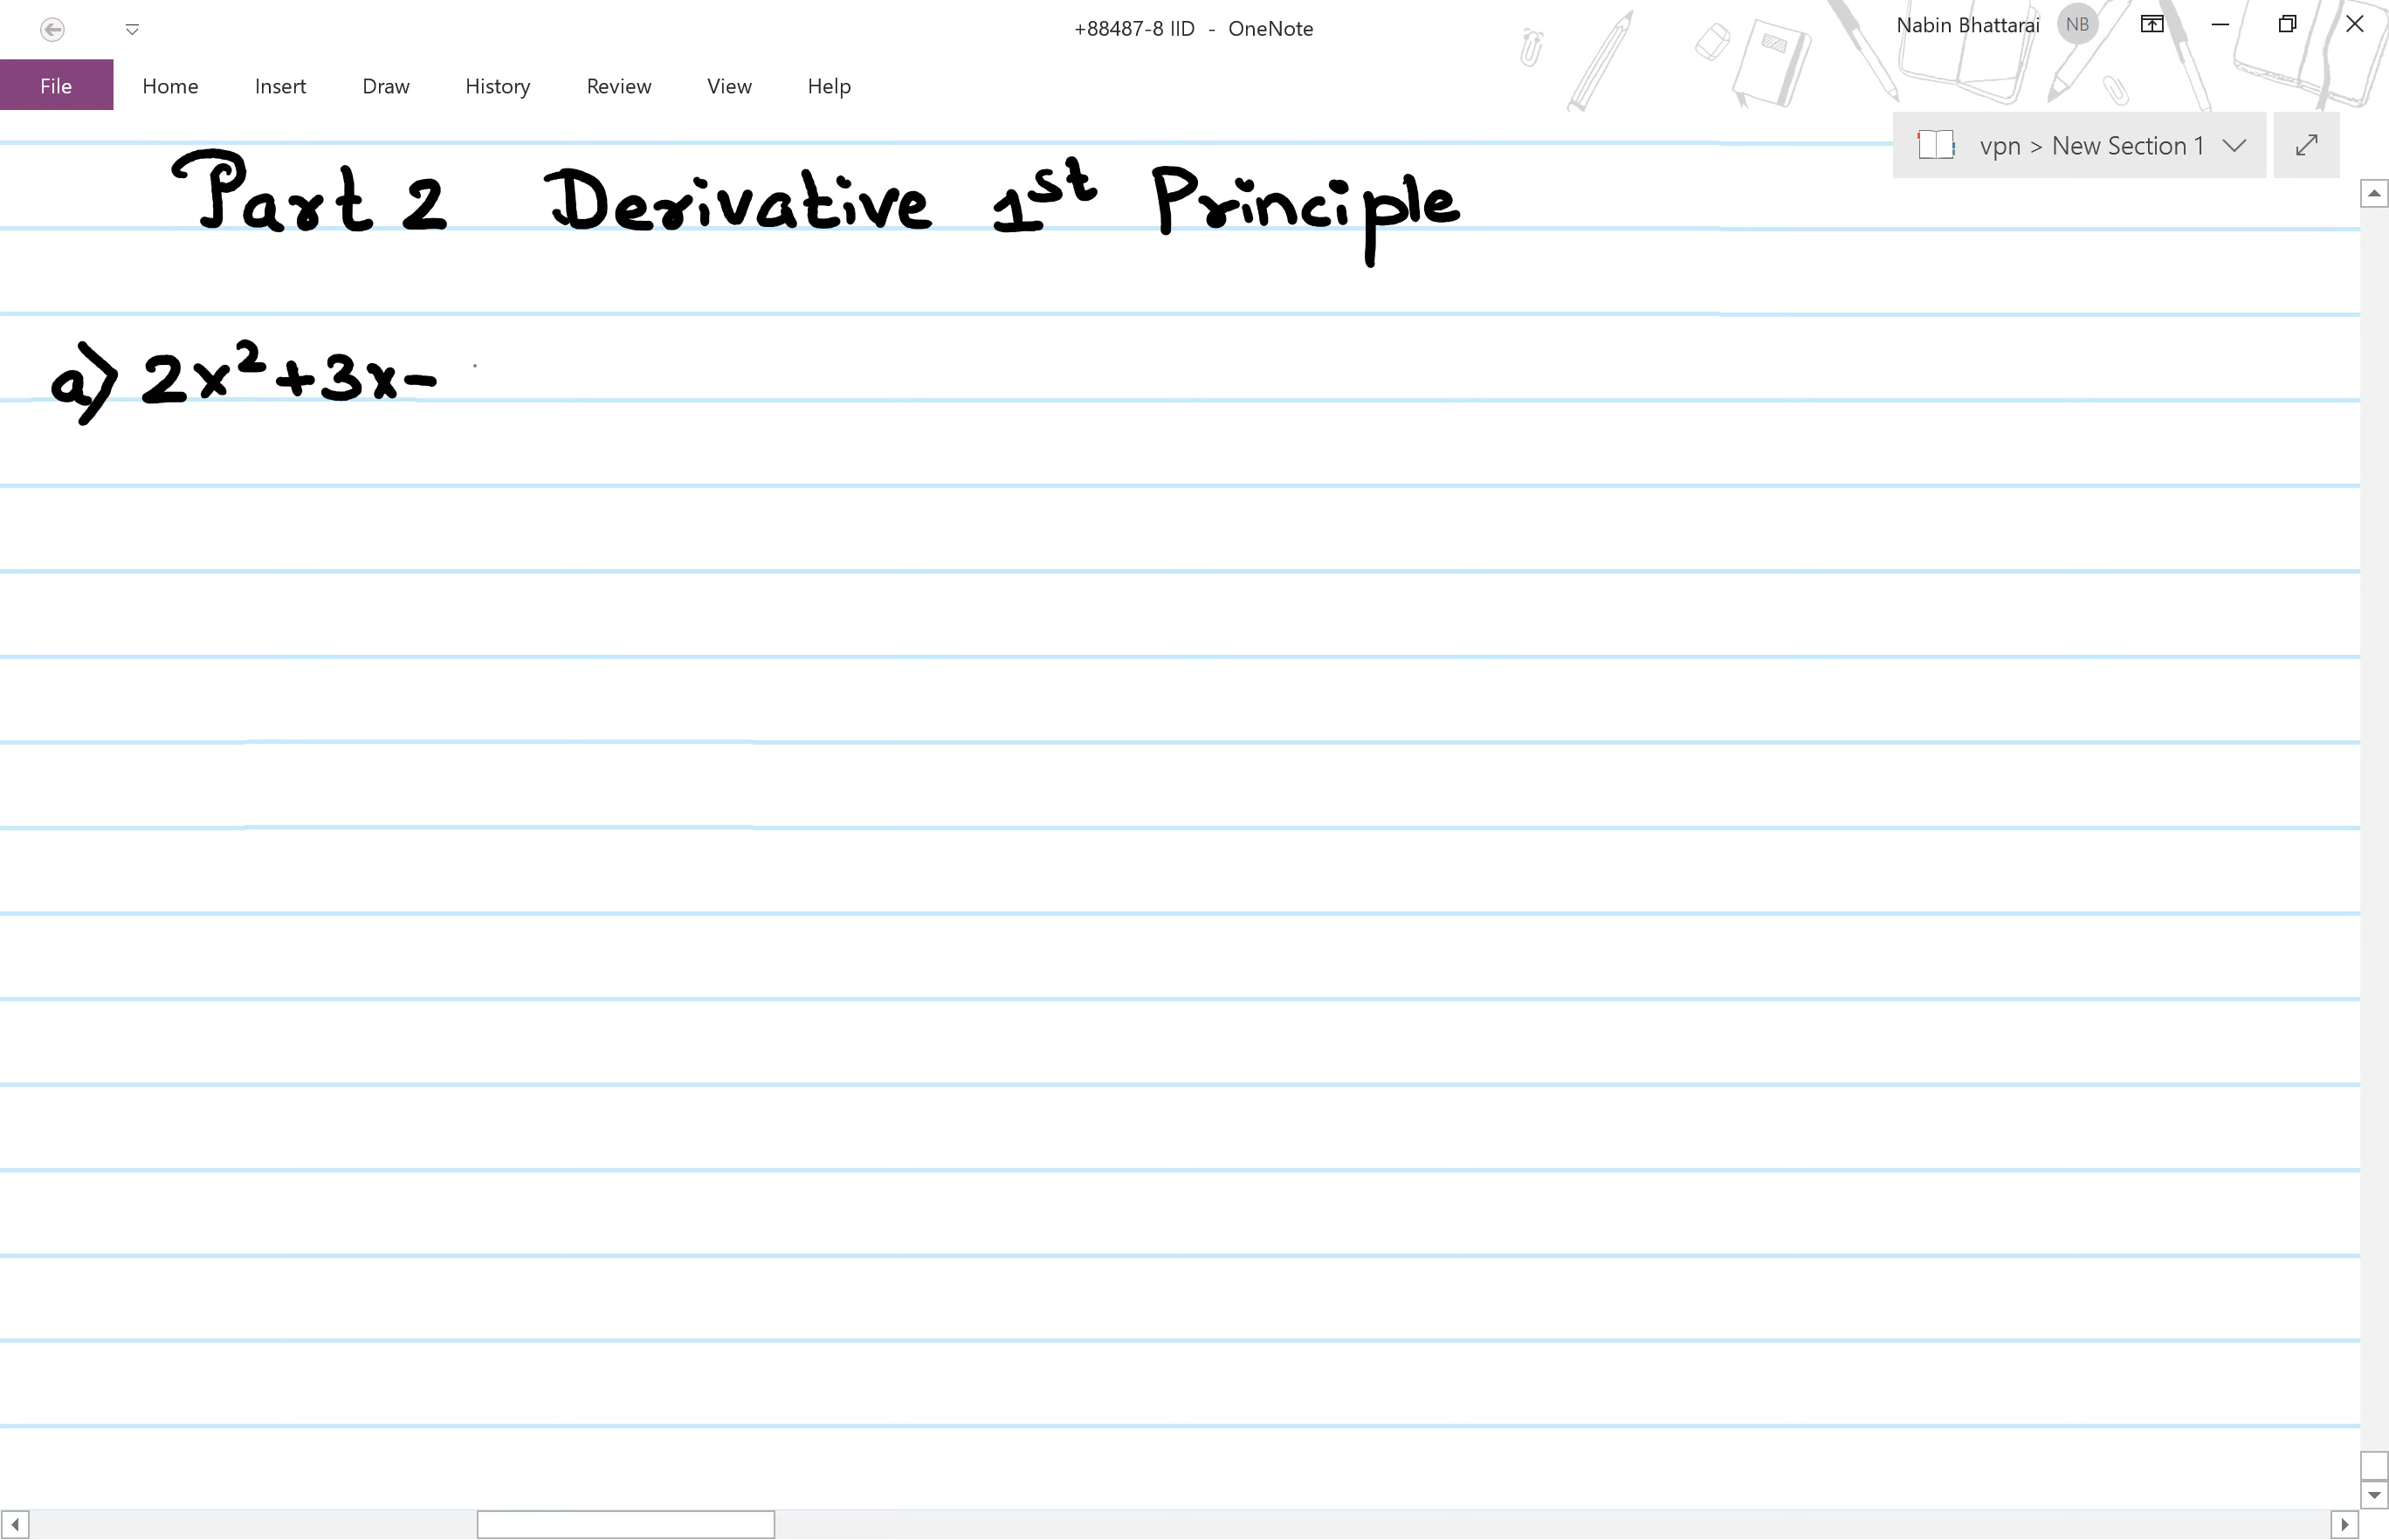 +88487-8 IID - OneNote
Nabin Bhattarai NB
File Home Insert Draw History Review View Help
vpn > New Section 1
Part 2 Derivative 1st Principle
a) 2x²+3x-